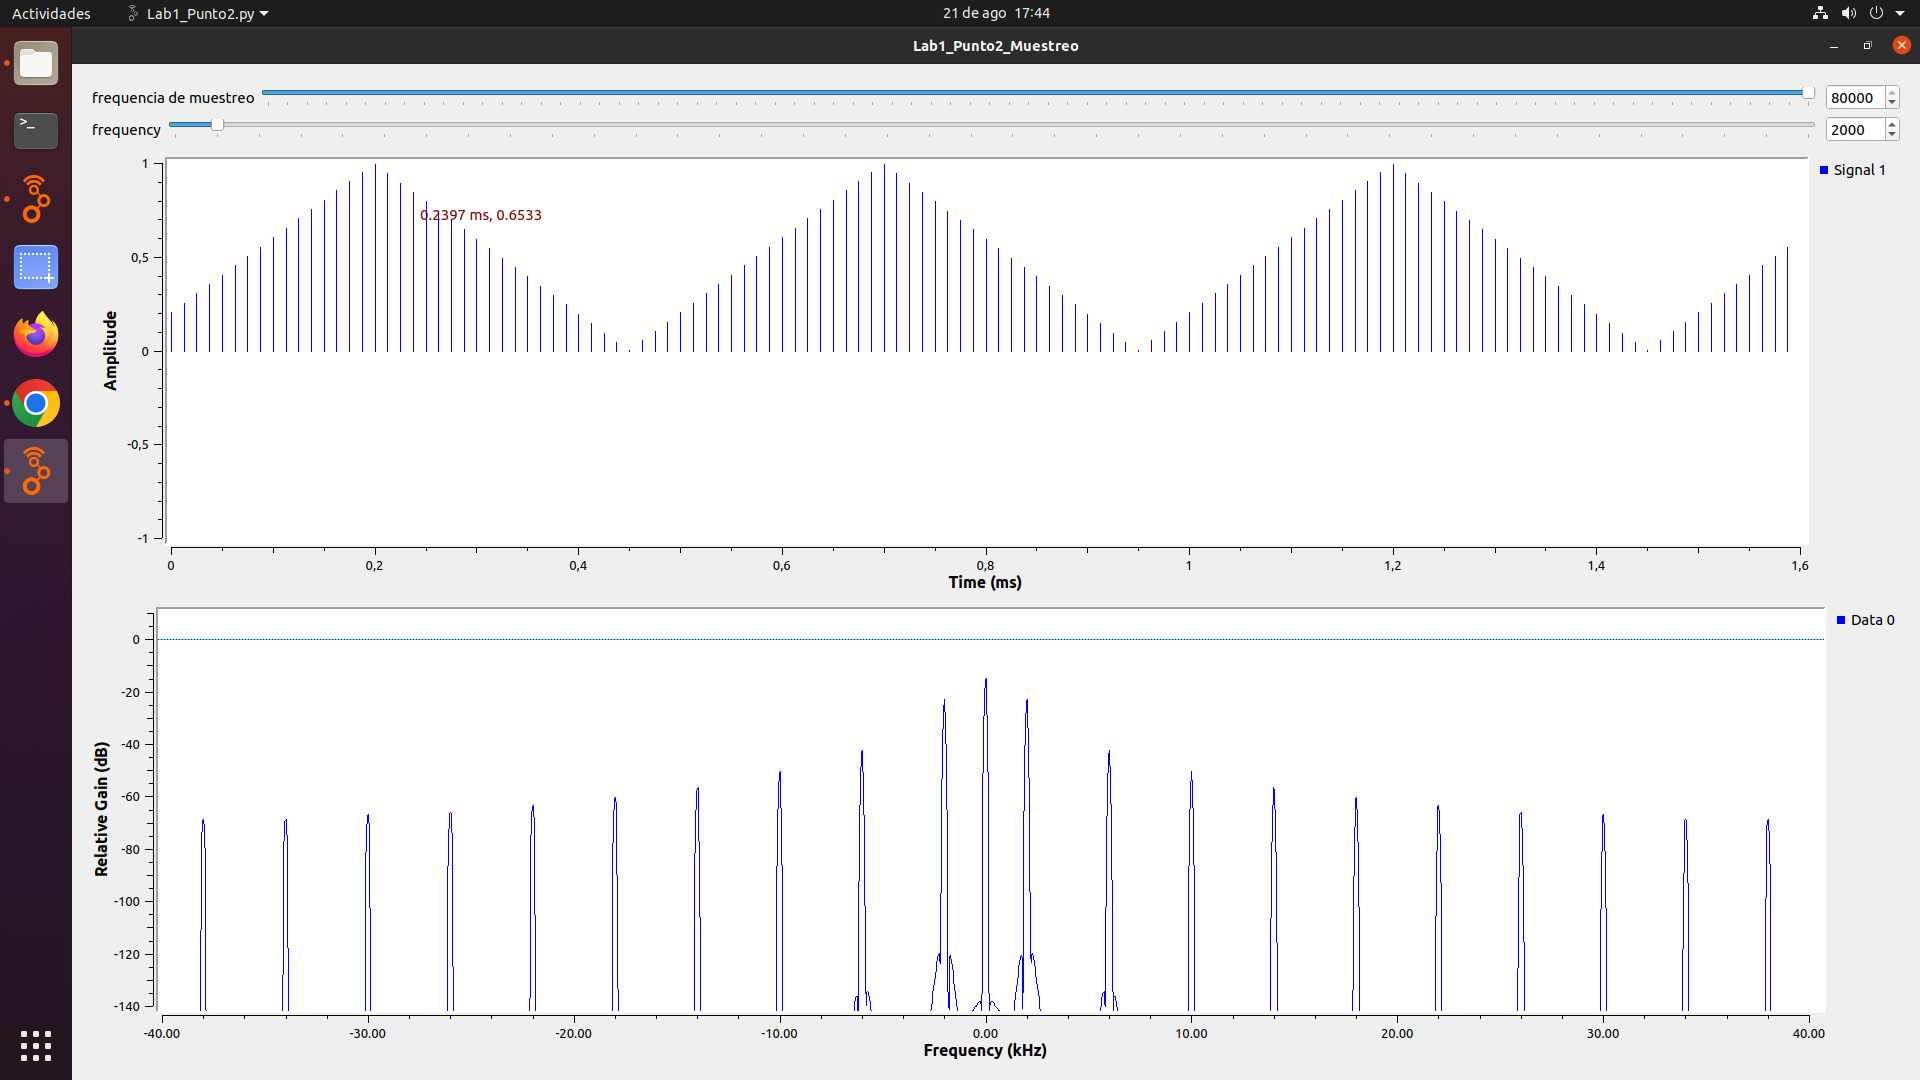 Actividades
Lab1_Punto2.py
21 de ago 17:44
Lab1_Punto2_Muestreo
frequencia de muestreo
80000
frequency
2000
Signal 1
1
0,5
0
-0,5
-1
Amplitude
0.2397 ms, 0.6533
0 0,2 0,4 0,6 0,8 1 1,2 1,4 1,6
Time (ms)
Data 0
0
-20
-40
-60
-80
-100
-120
-140
Relative Gain (dB)
-40.00 -30.00 -20.00 -10.00 0.00 10.00 20.00 30.00 40.00
Frequency (kHz)